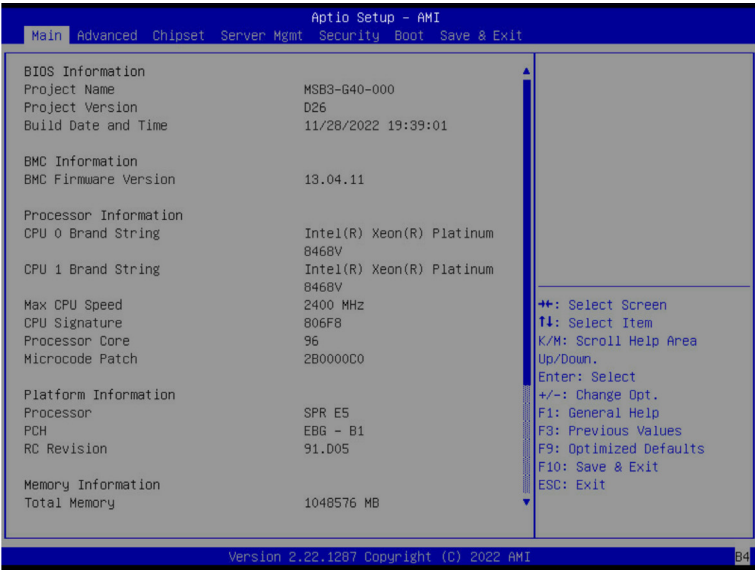 Aptio Setup – AMI
Main Advanced Chipset Server Mgmt Security Boot Save & Exit
BIOS Information
Project Name MSB3-G40-000
Project Version D26
Build Date and Time 11/28/2022 19:39:01
BMC Information
BMC Firmware Version 13.04.11
Processor Information
CPU 0 Brand String Intel(R) Xeon(R) Platinum
8468V
CPU 1 Brand String Intel(R) Xeon(R) Platinum
8468V
Max CPU Speed 2400 MHz
CPU Signature 806F8
Processor Core 96
Microcode Patch 2B0000C0
Platform Information
Processor SPR E5
PCH EBG – B1
RC Revision 91.D05
Memory Information
Total Memory 1048576 MB
→←: Select Screen
↑↓: Select Item
K/M: Scroll Help Area
Up/Down.
Enter: Select
+/-: Change Opt.
F1: General Help
F3: Previous Values
F9: Optimized Defaults
F10: Save & Exit
ESC: Exit
Version 2.22.1287 Copyright (C) 2022 AMI
B4